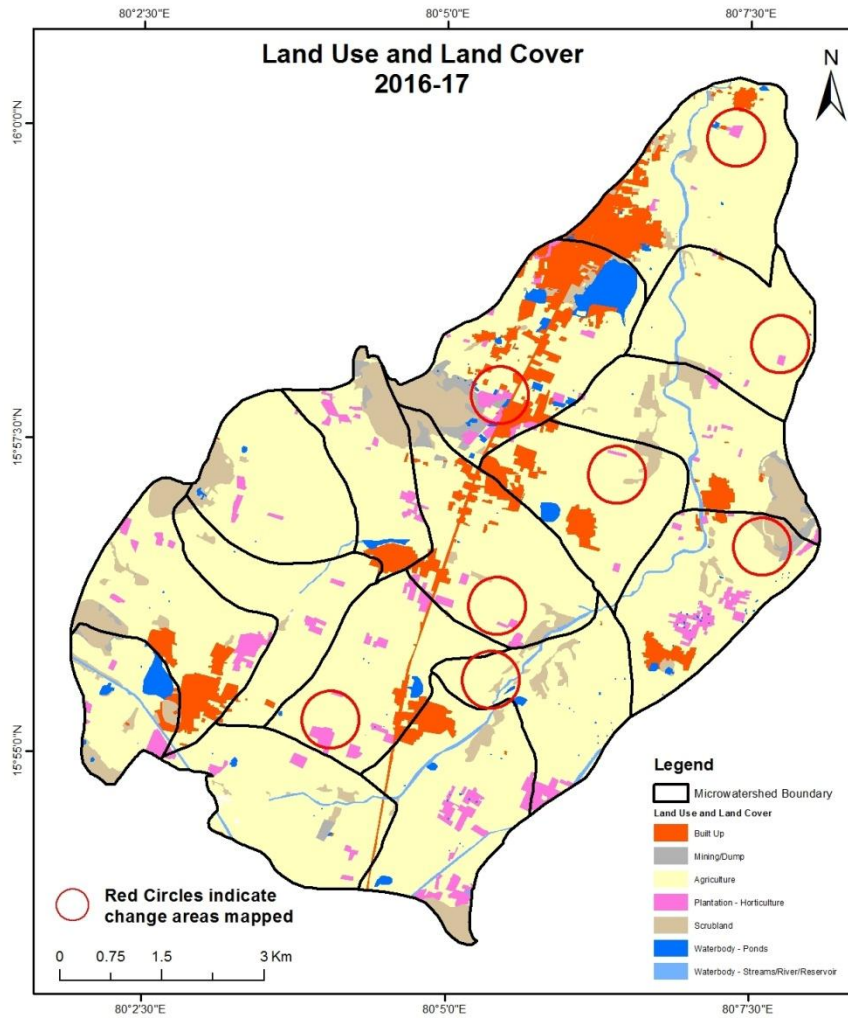 80°2'30"E
80°5'0"E
80°7'30"E
Land Use and Land Cover
2016-17
N
16°0'0"N
15°57'30"N
15°55'0"N
Legend
Microwatershed Boundary
Land Use and Land Cover
Built Up
Mining/Dump
Agriculture
Plantation - Horticulture
Scrubland
Waterbody - Ponds
Waterbody - Streams/River/Reservoir
Red Circles indicate
change areas mapped
0 0.75 1.5 3 Km
80°2'30"E
80°5'0"E
80°7'30"E